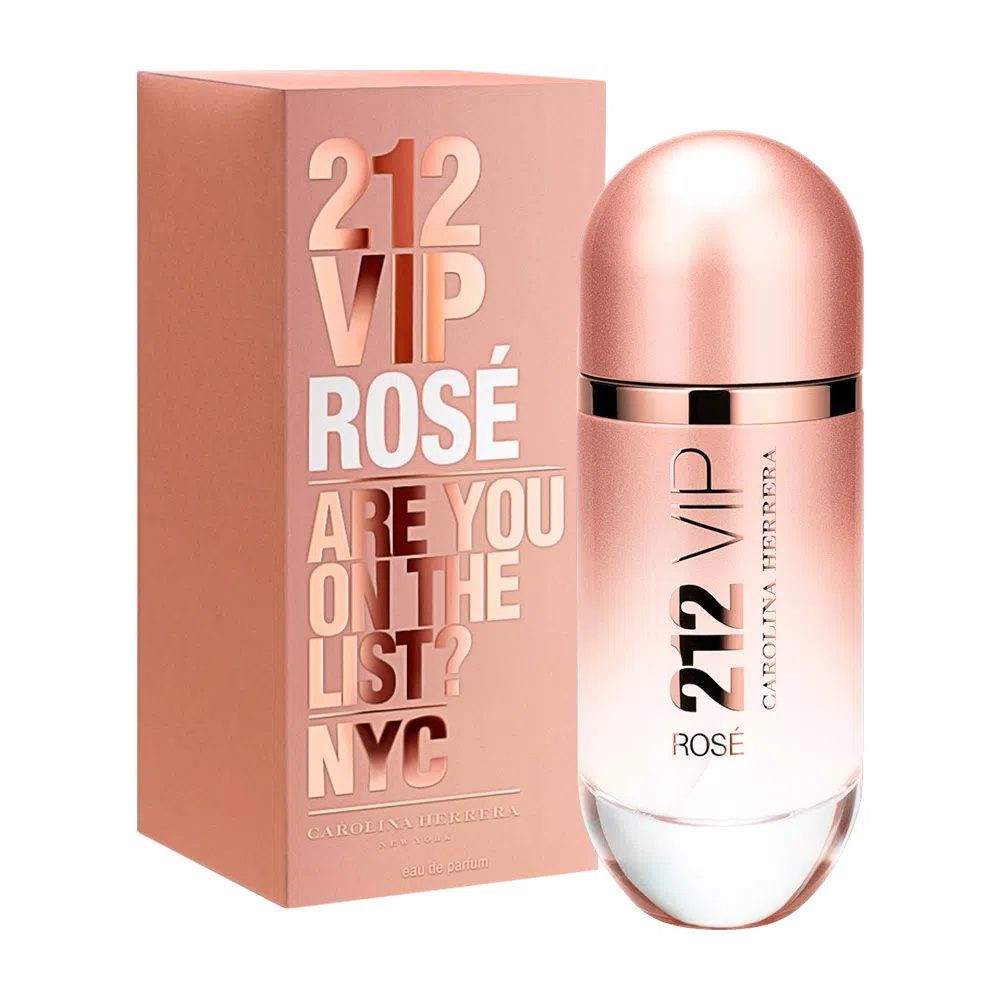 212
VIP
ROSÉ
ARE YOU
ON THE
LIST?
NYC
CAROLINA HERRERA
NEW YORK
eau de parfum
212 VIP
ROSÉ
CAROLINA HERRERA